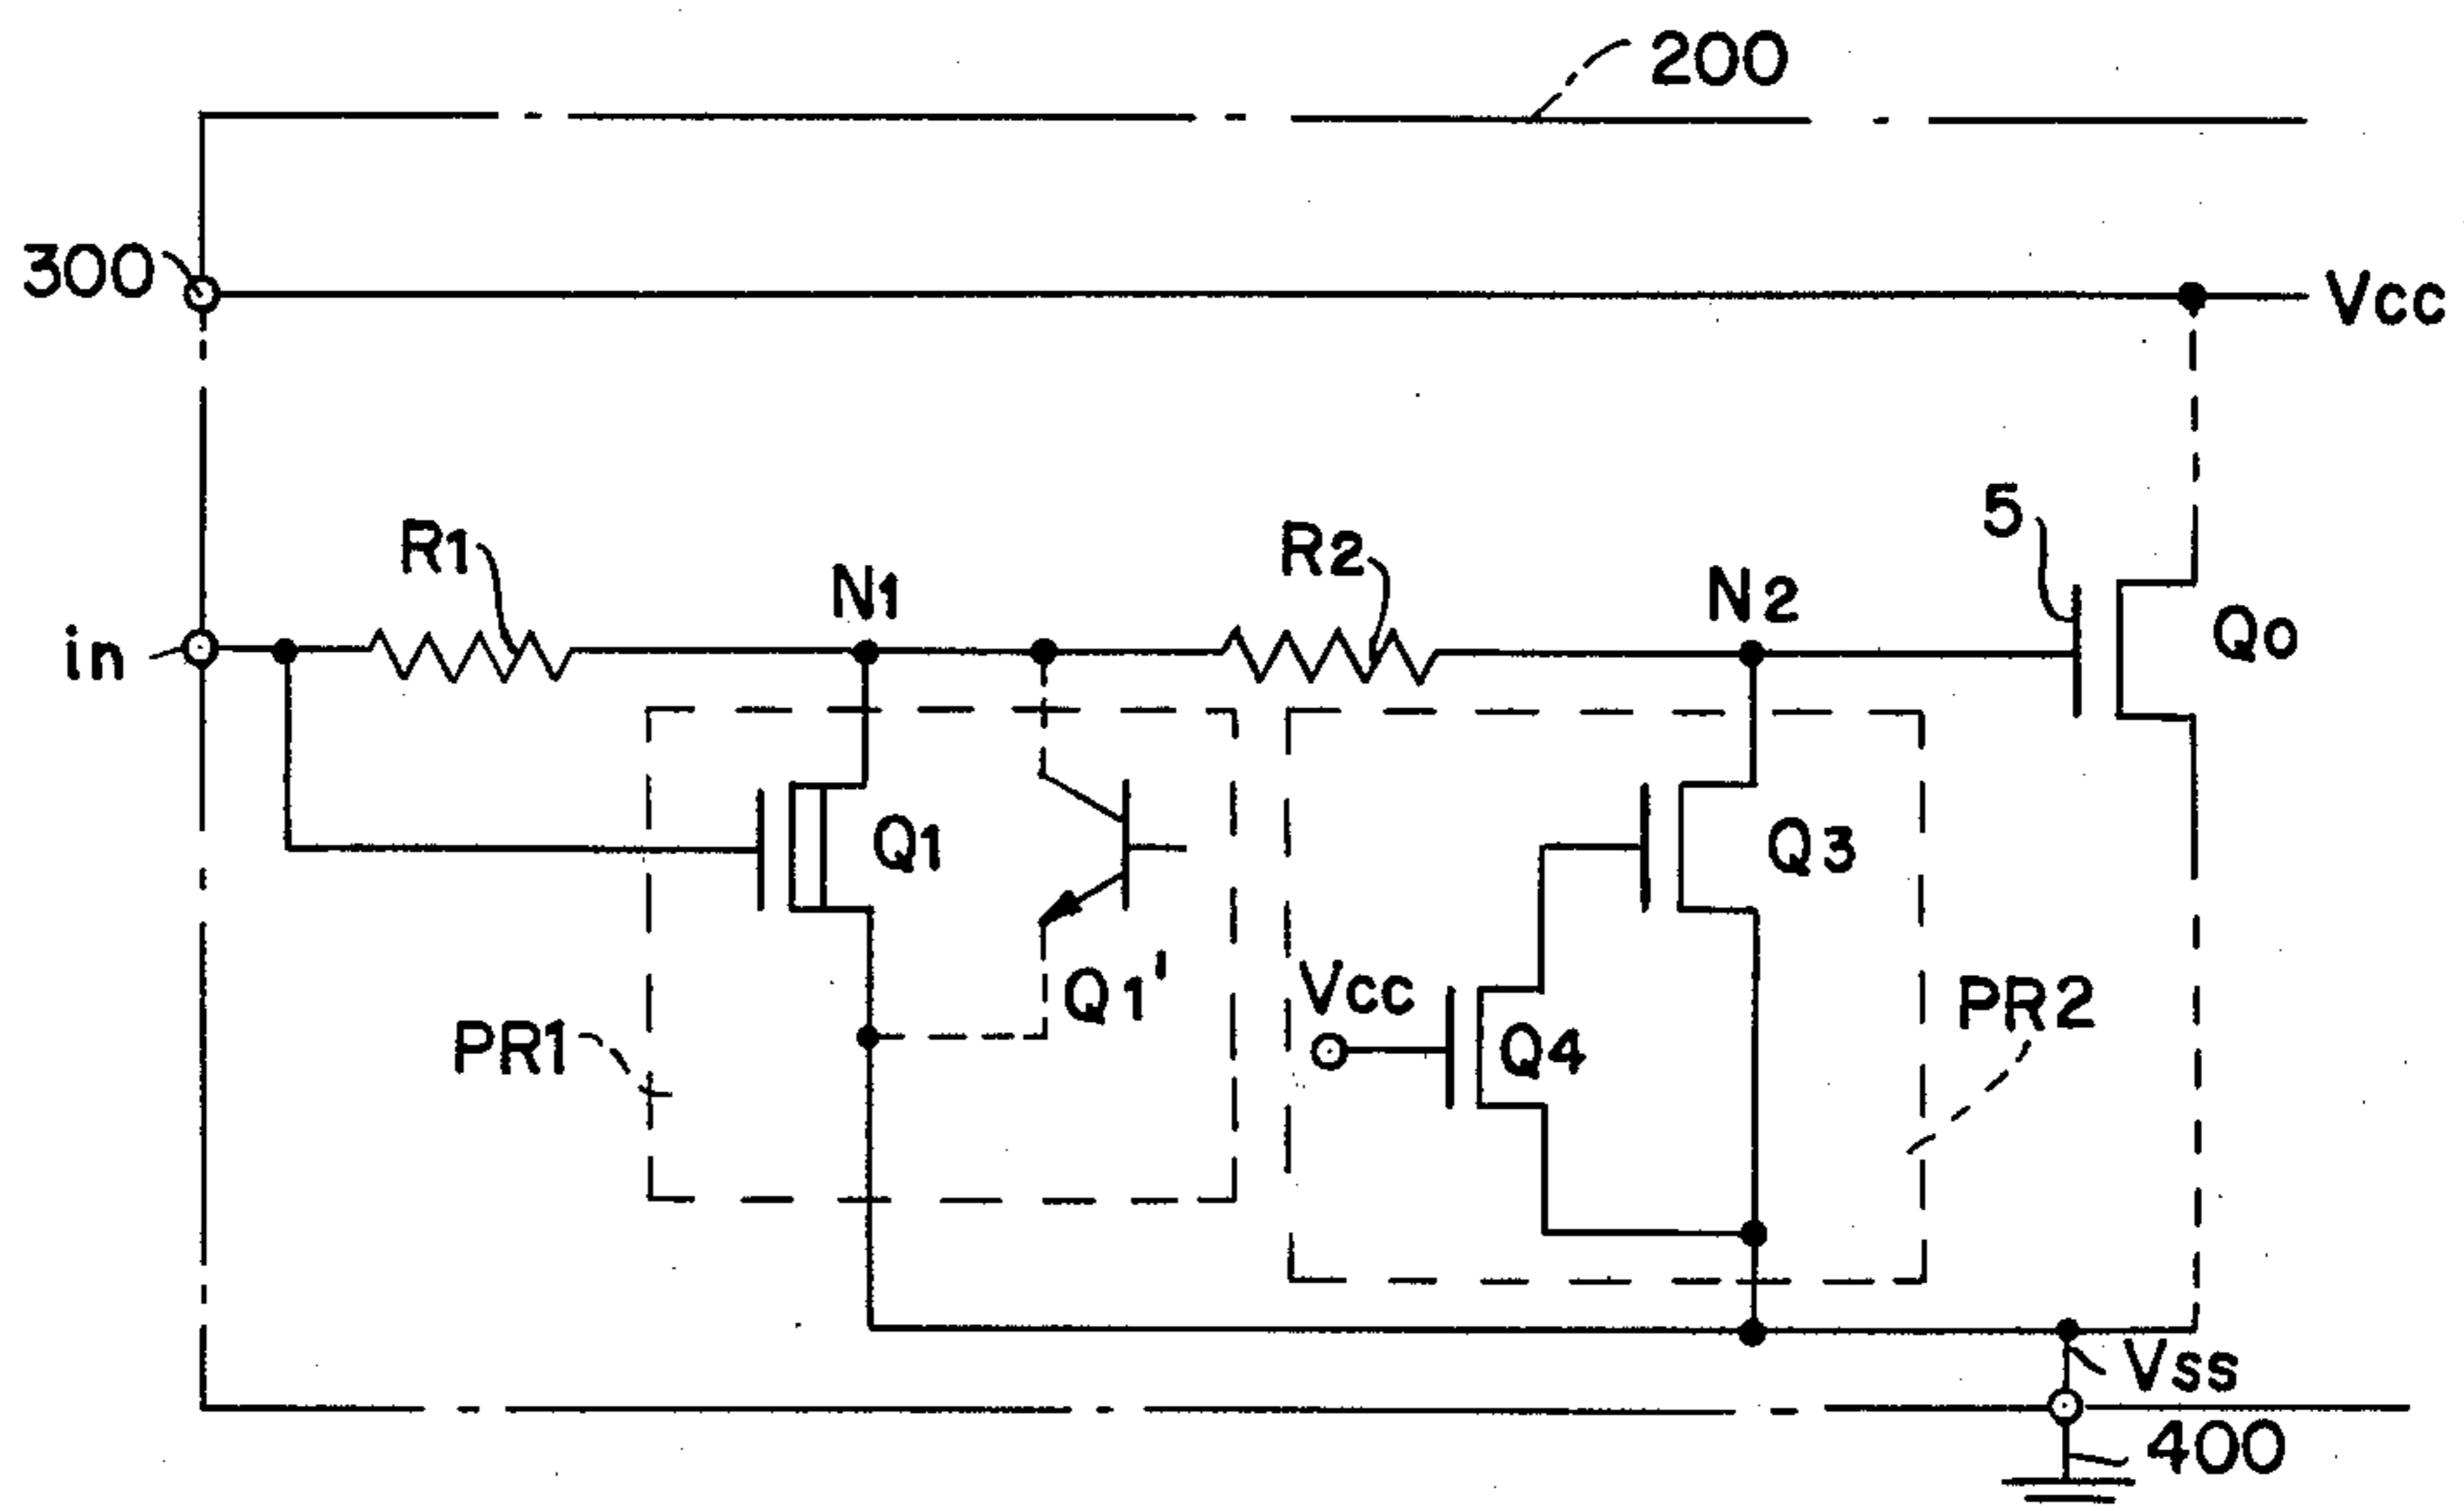 200
300
Vcc
5
R1
N1
R2
N2
Qo
in
Q1
Q3
Q1'
Vcc
PR2
PR1
Q4
Vss
400